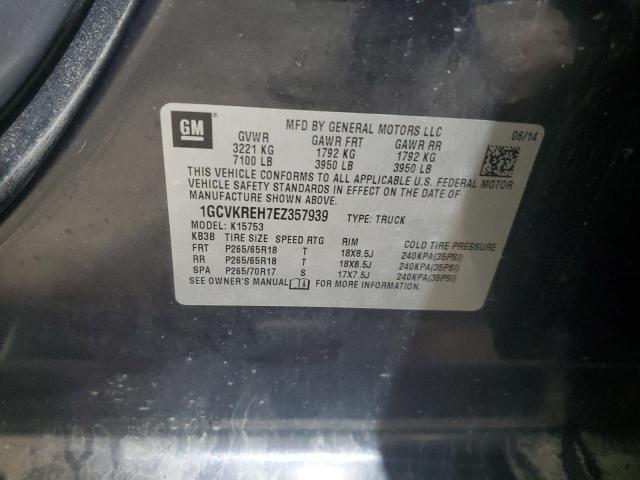 GM
MFD BY GENERAL MOTORS LLC
06/14
GVWR GAWR FRT GAWR RR
3221 KG 1792 KG 1792 KG
7100 LB 3950 LB 3950 LB
THIS VEHICLE CONFORMS TO ALL APPLICABLE U.S. FEDERAL MOTOR
VEHICLE SAFETY STANDARDS IN EFFECT ON THE DATE OF
MANUFACTURE SHOWN ABOVE.
1GCVKREH7EZ357939 TYPE: TRUCK
MODEL: K15753
KB3B TIRE SIZE SPEED RTG RIM COLD TIRE PRESSURE
FRT P265/65R18 T 18X8.5J 240KPA(35PSI)
RR P265/65R18 T 18X8.5J 240KPA(35PSI)
SPA P265/70R17 S 17X7.5J 240KPA(35PSI)
SEE OWNER'S MANUAL FOR MORE INFORMATION